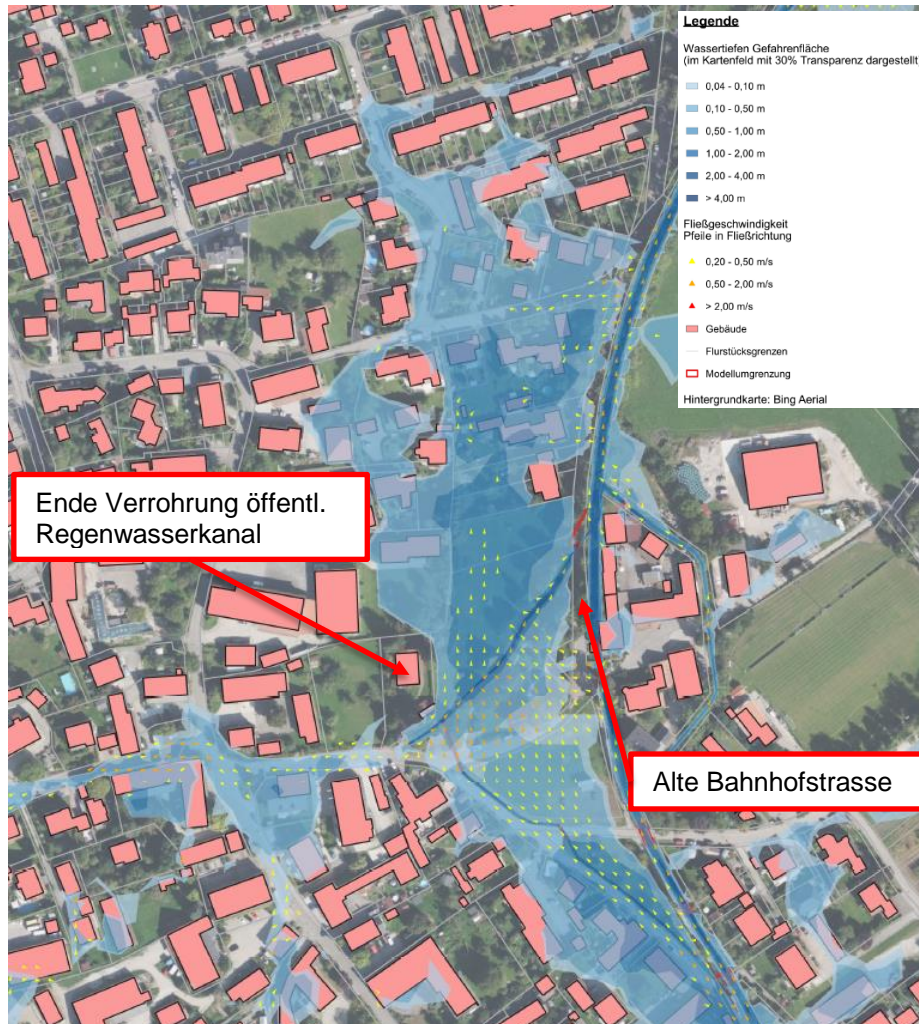 Legende
Wassertiefen Gefahrenfläche
(im Kartenfeld mit 30% Transparenz dargestellt
0,04 - 0,10 m
0,10 - 0,50 m
0,50 - 1,00 m
1,00 - 2,00 m
2,00 - 4,00 m
> 4,00 m
Fließgeschwindigkeit
Pfeile in Fließrichtung
0,20 - 0,50 m/s
0,50 - 2,00 m/s
> 2,00 m/s
Gebäude
Flurstücksgrenzen
Modellumgrenzung
Hintergrundkarte: Bing Aerial
Ende Verrohrung öffentl.
Regenwasserkanal
Alte Bahnhofstrasse